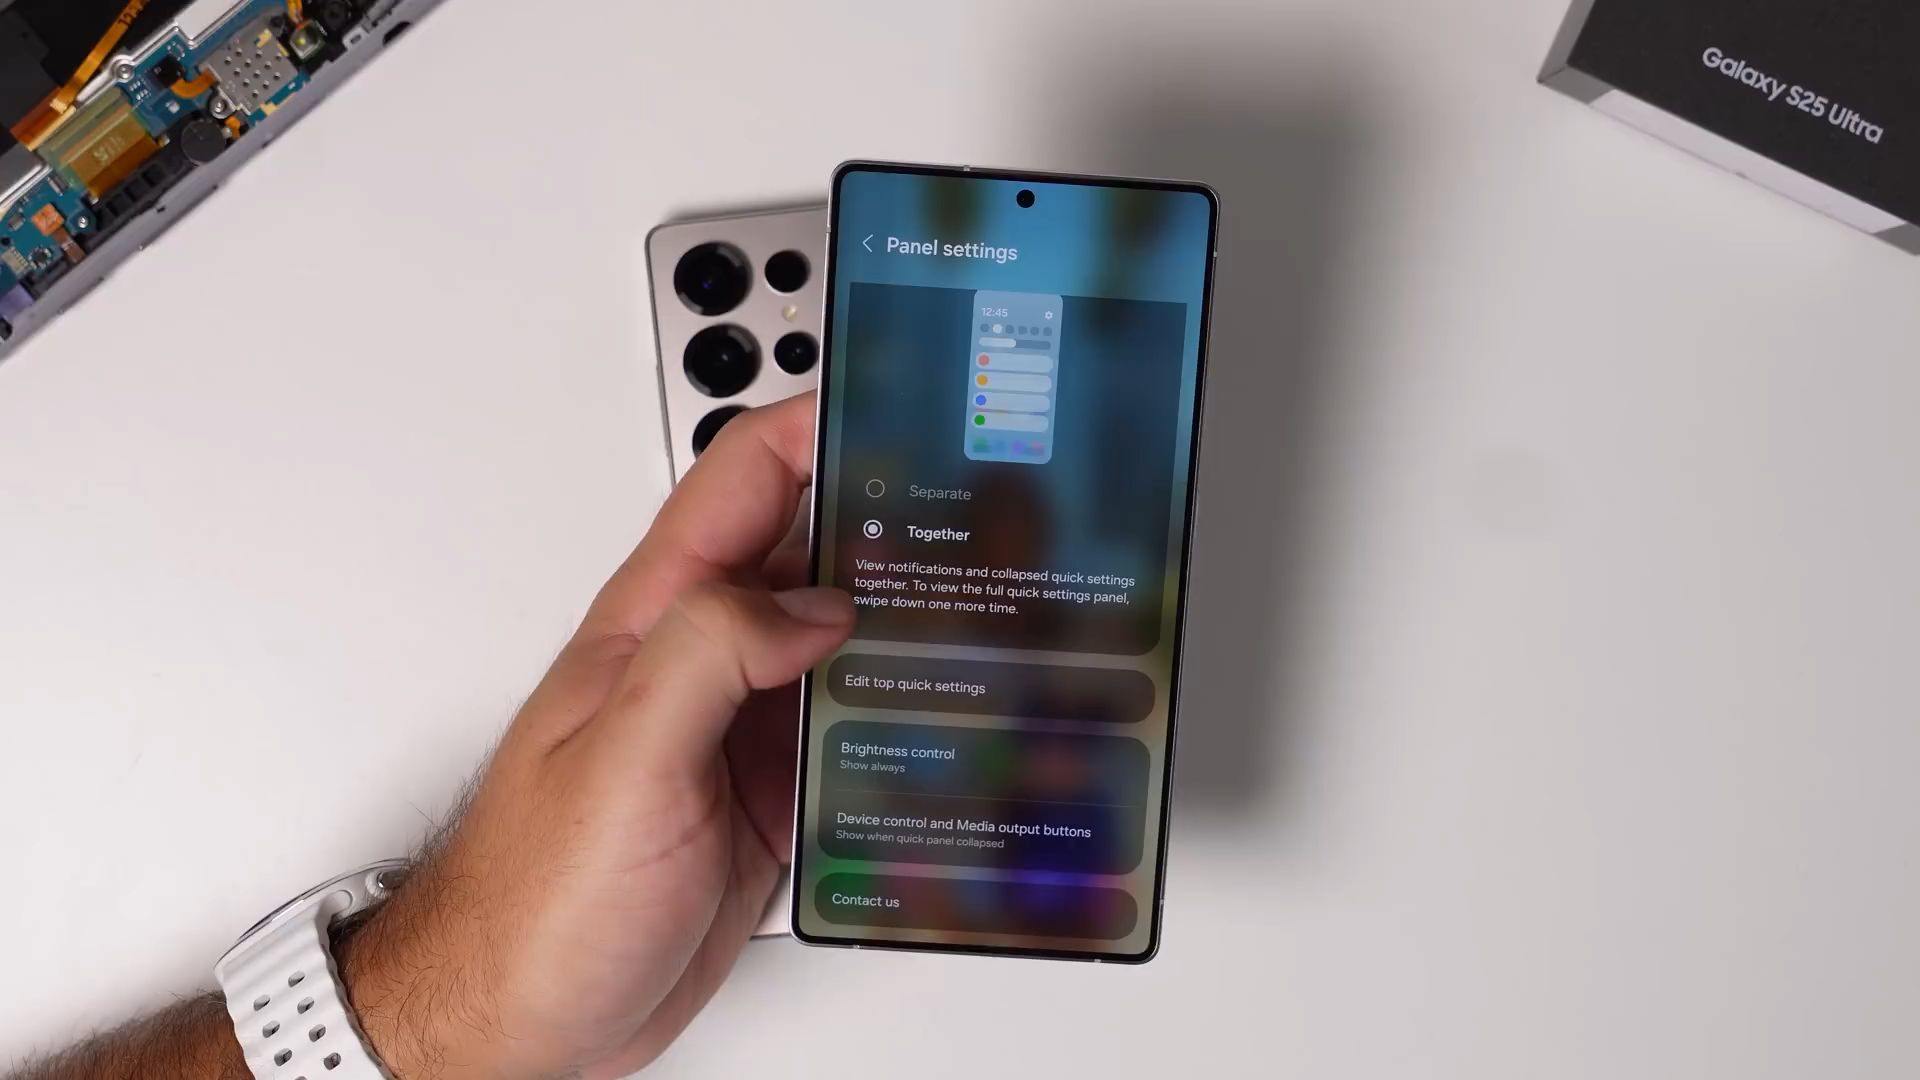 Galaxy S25 Ultra
Panel settings
12:45
Separate
Together
View notifications and collapsed quick settings
together. To view the full quick settings panel,
swipe down one more time.
Edit top quick settings
Brightness control
Show always
Device control and Media output buttons
Show when quick panel collapsed
Contact us